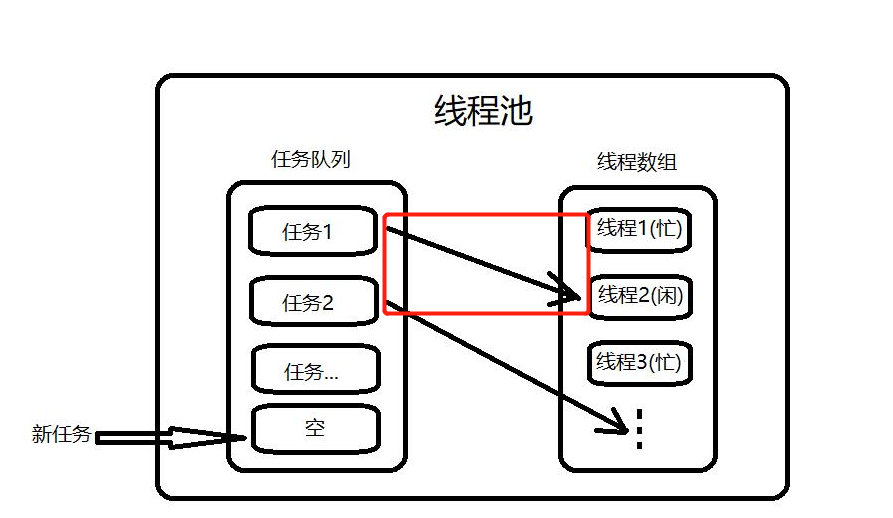 线程池
任务队列
线程数组
任务1
线程1(忙)
任务2
线程2(闲)
任务...
线程3(忙)
空
新任务